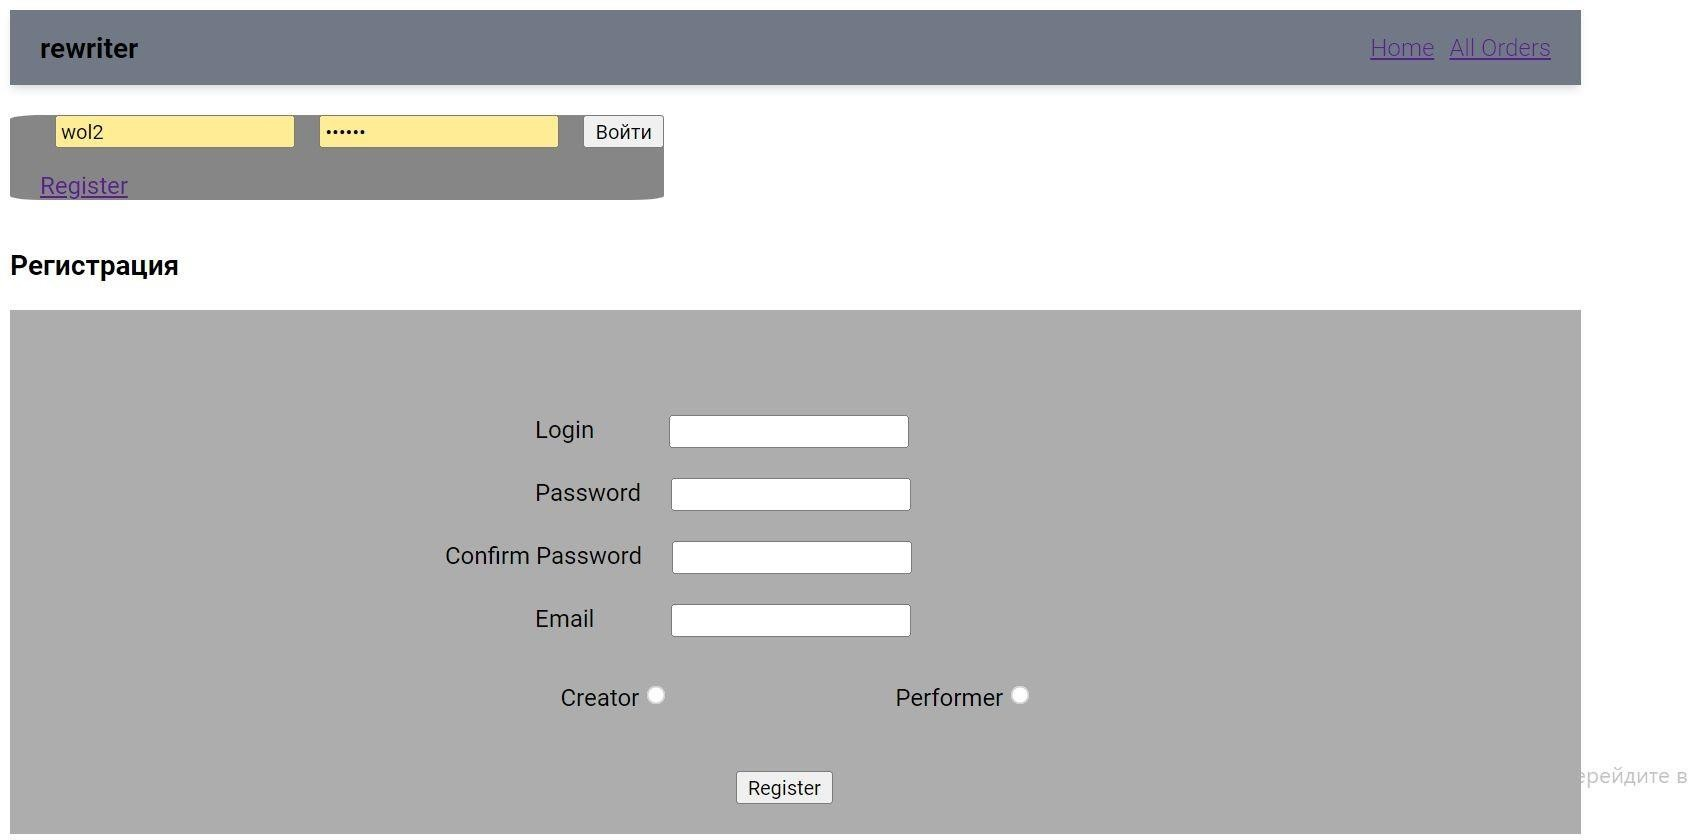 rewriter Home All Orders
wol2 •••••• Войти
Register
Регистрация
Login
Password
Confirm Password
Email
Creator Performer
Register
в